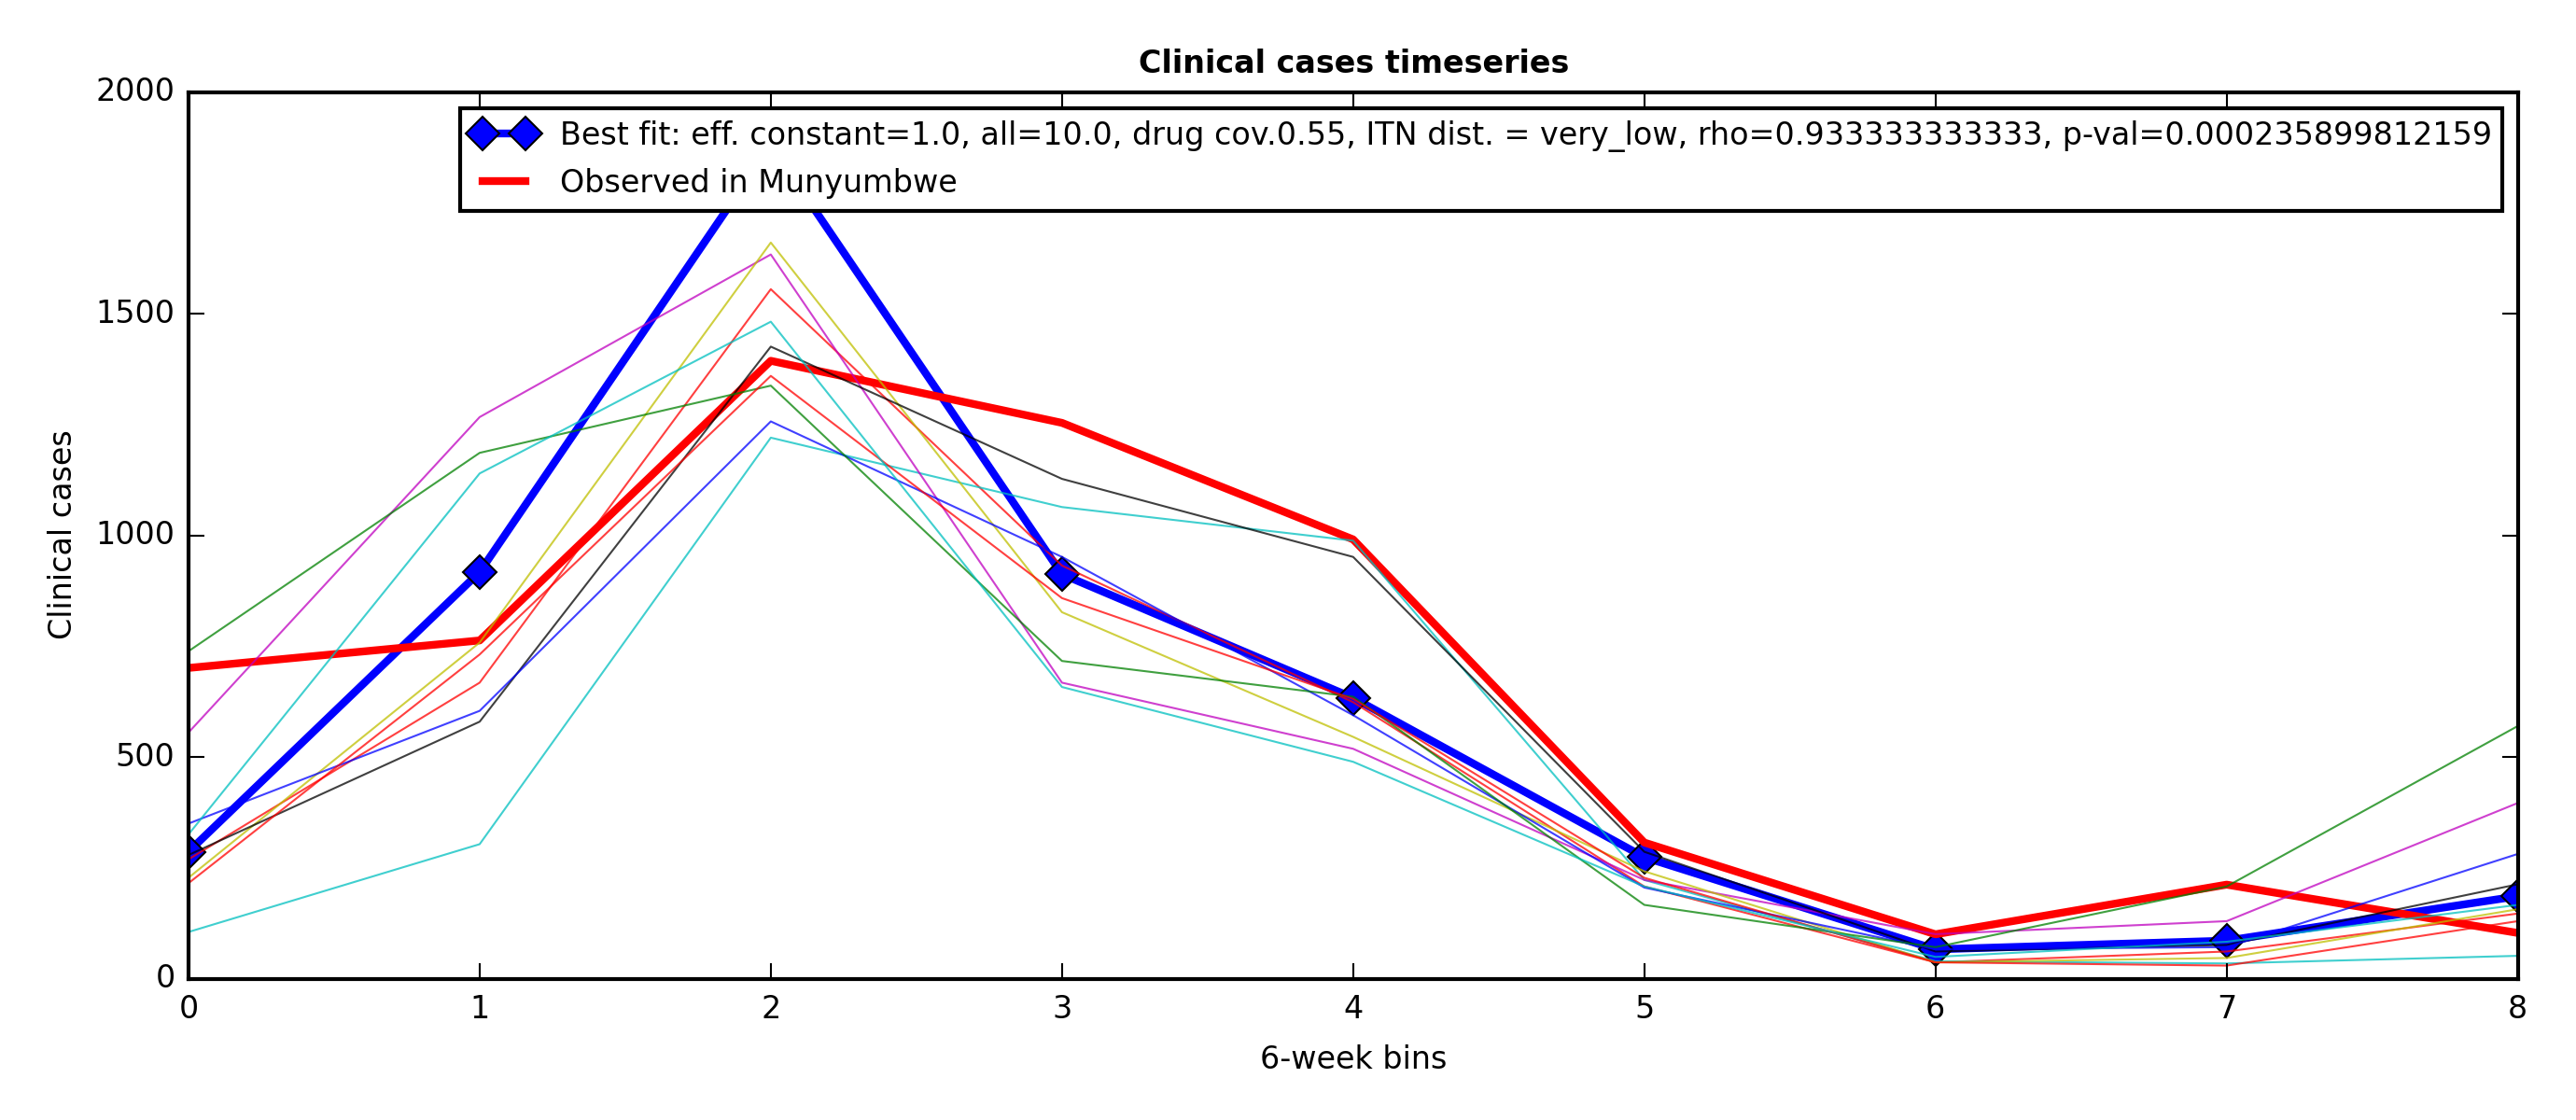 Clinical cases timeseries
2000
1500
1000
500
0
Clinical cases
Best fit: eff. constant=1.0, all=10.0, drug cov.0.55, ITN dist. = very_low, rho=0.933333333333, p-val=0.000235899812159
Observed in Munyumbwe
0 1 2 3 4 5 6 7 8
6-week bins